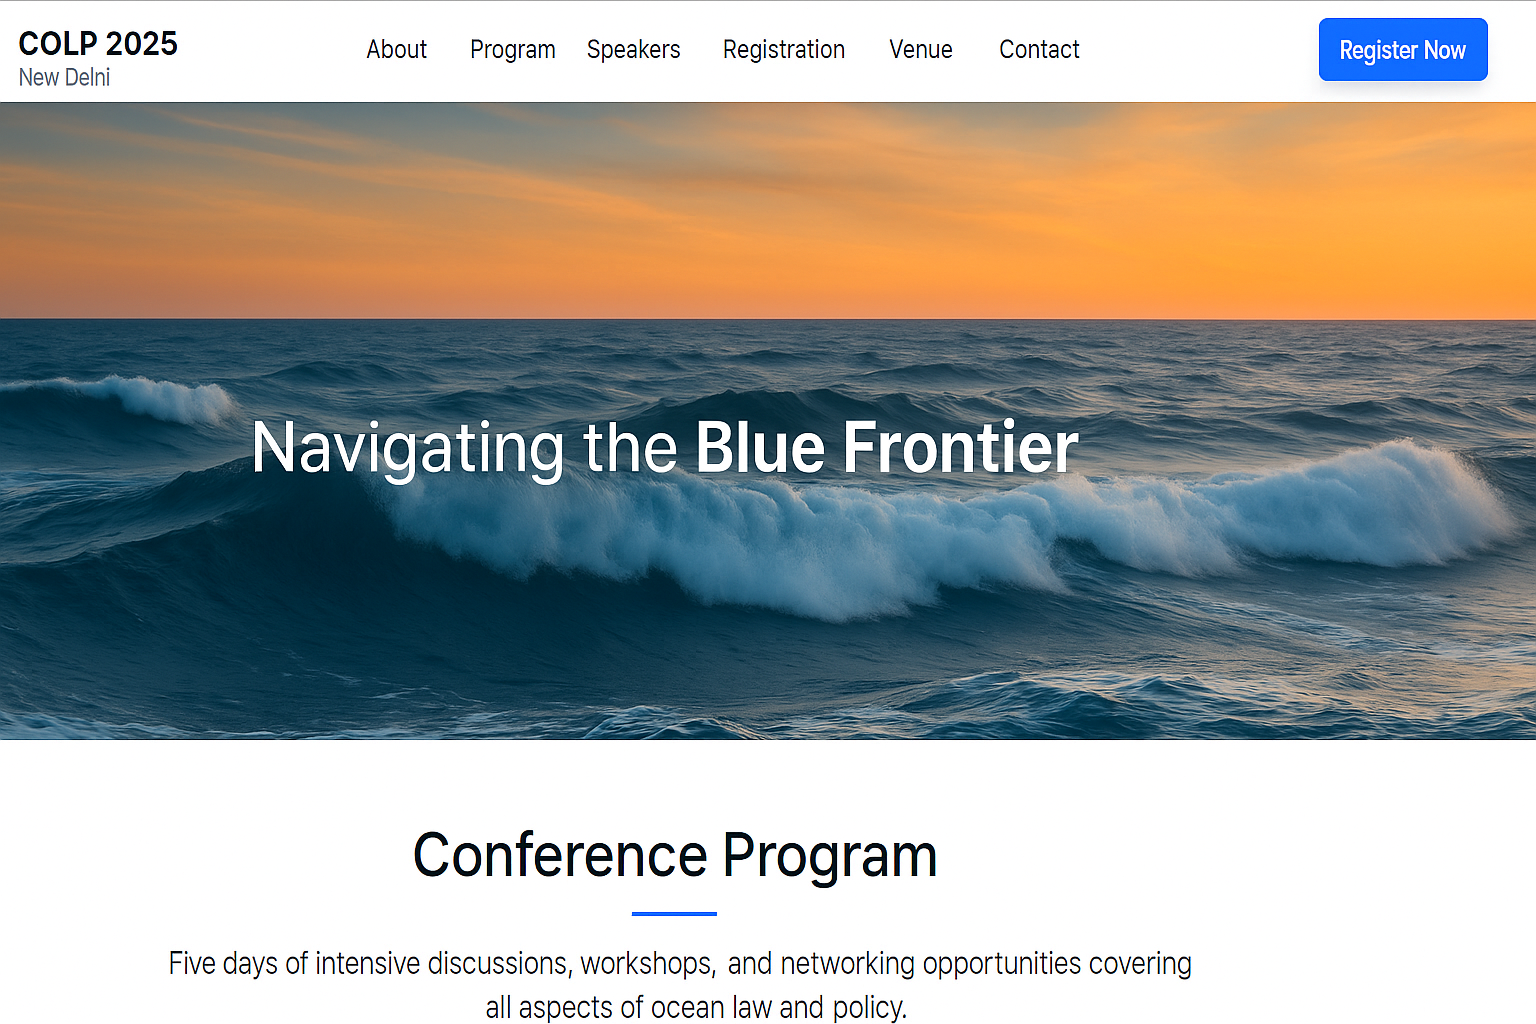 COLP 2025
New Delni
About Program Speakers Registration Venue Contact
Register Now
Navigating the Blue Frontier
Conference Program
Five days of intensive discussions, workshops, and networking opportunities covering
all aspects of ocean law and policy.